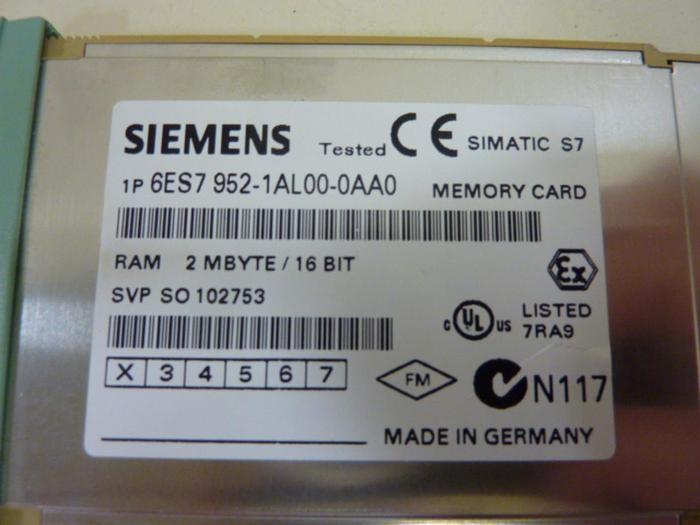 SIEMENS Tested CE SIMATIC S7
1P 6ES7 952-1AL00-0AA0 MEMORY CARD
RAM 2 MBYTE / 16 BIT
Ex
SVP SO 102753
c UL us LISTED
7RA9
X 3 4 5 6 7
FM
N117
MADE IN GERMANY